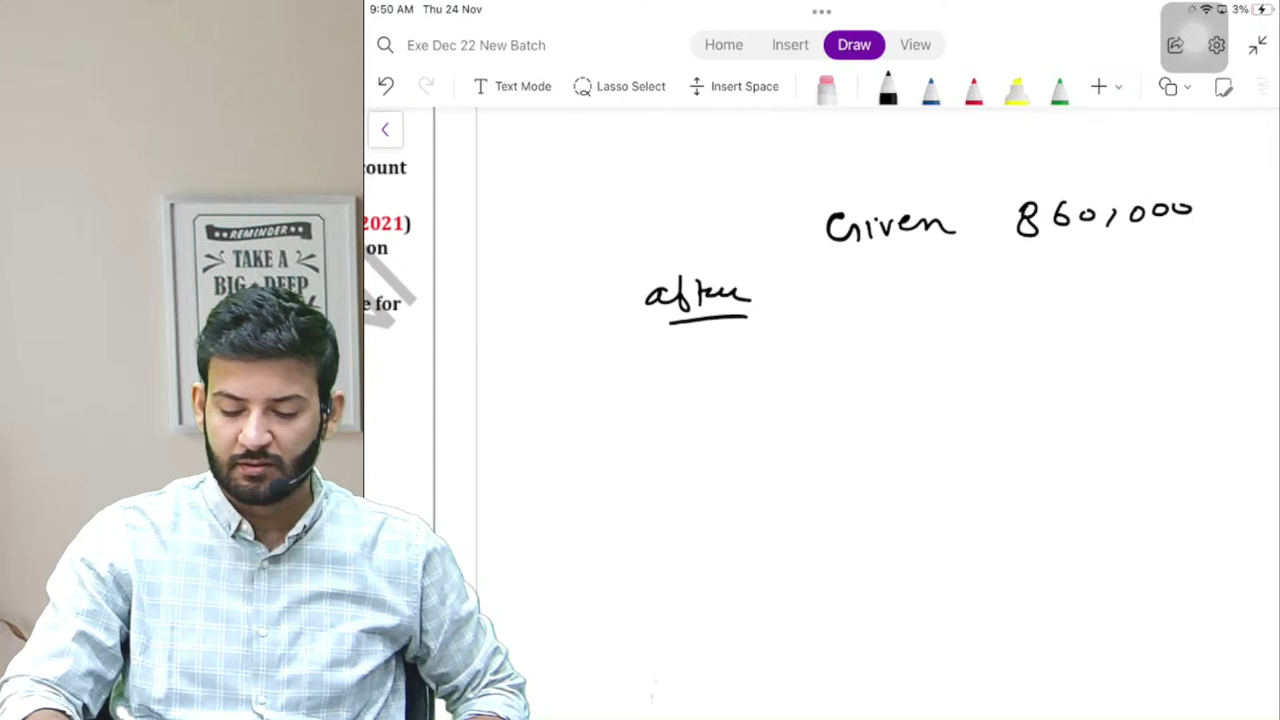 9:50 AM Thu 24 Nov
3%
Exe Dec 22 New Batch
Home Insert Draw View
Text Mode Lasso Select Insert Space
ount
2021)
on
e for
Given 860,000
after
REMINDER
TAKE A
BIG DEEP